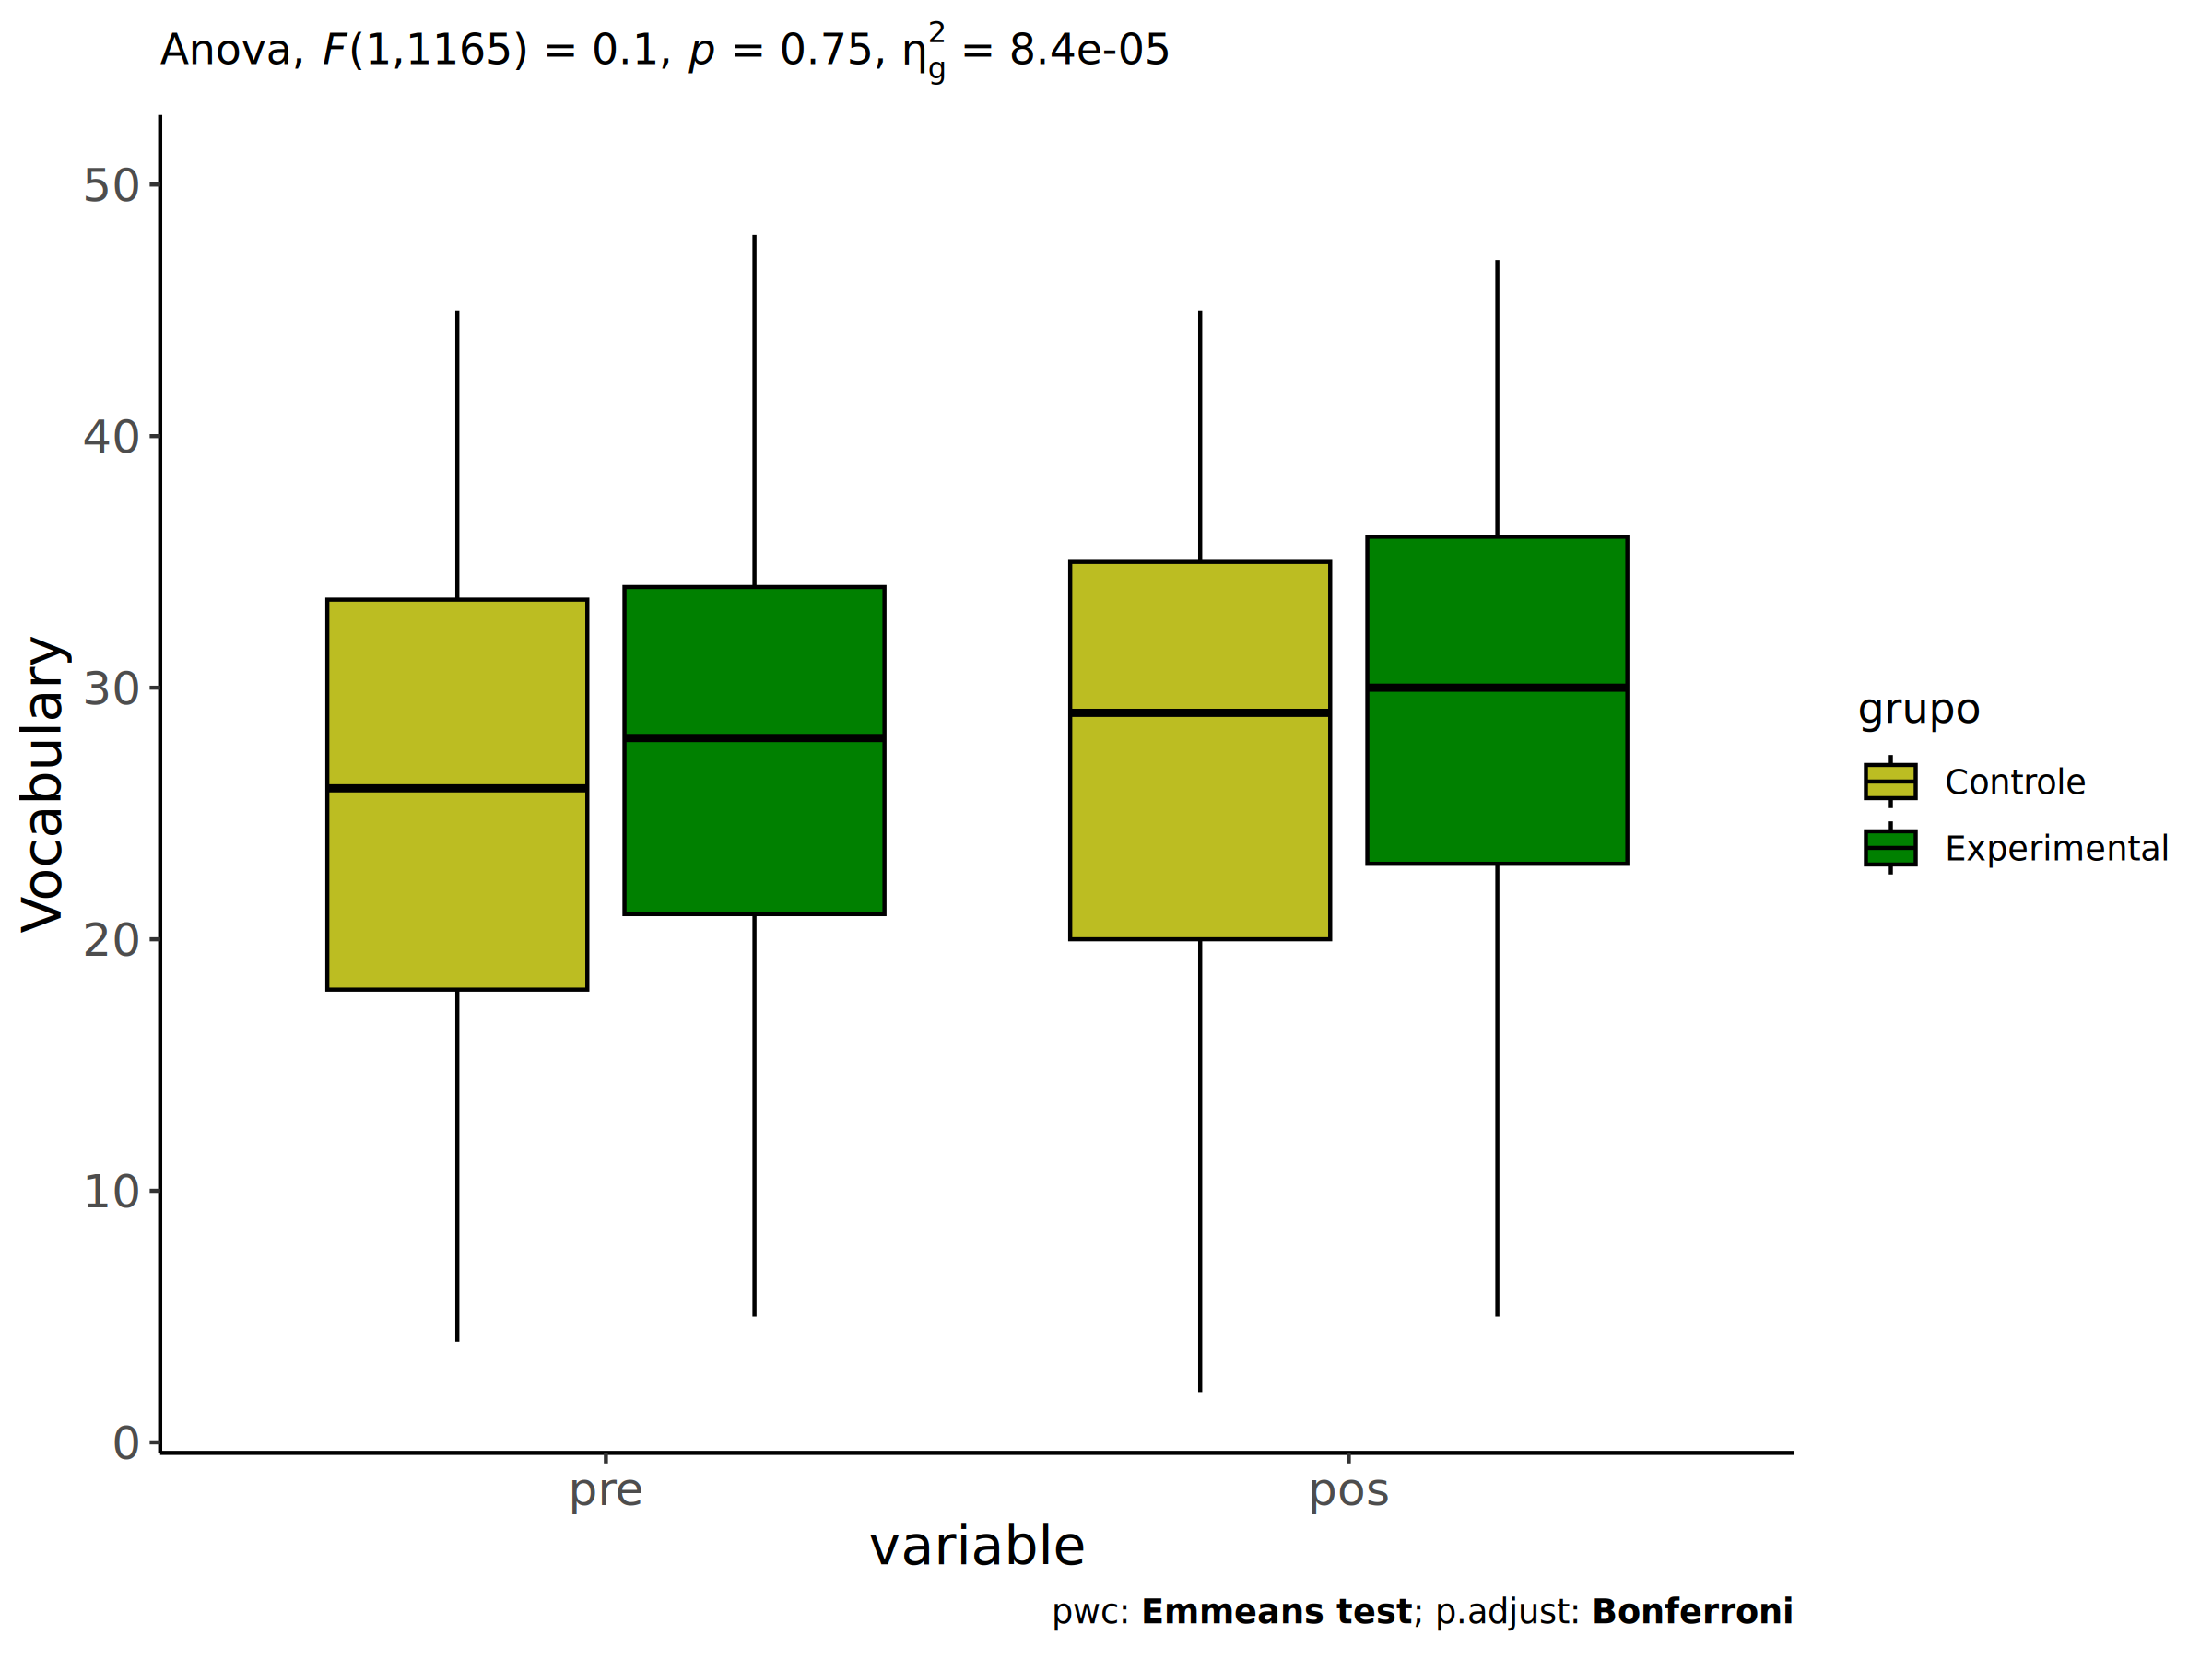 Anova, F(1,1165) = 0.1, p = 0.75, η²g = 8.4e-05
Vocabulary
50
40
30
20
10
0
pre pos
variable
grupo
Controle
Experimental
pwc: Emmeans test; p.adjust: Bonferroni